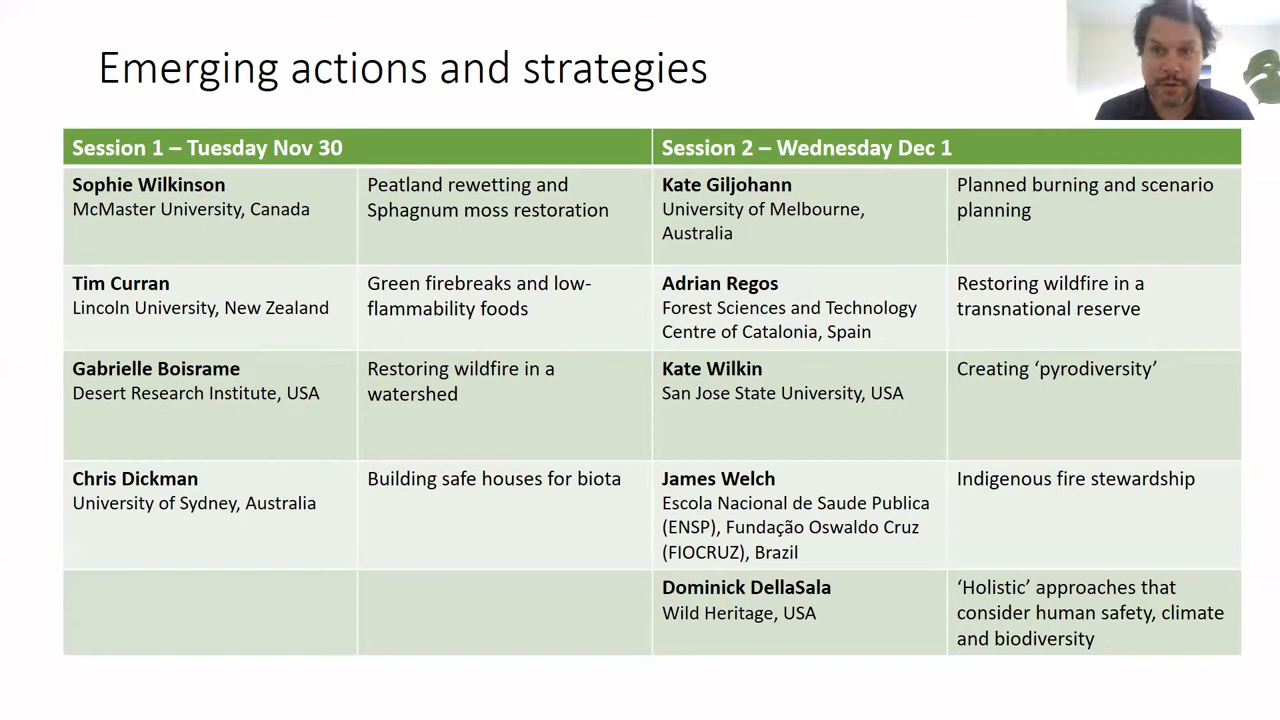 Emerging actions and strategies
Session 1 – Tuesday Nov 30
Session 2 – Wednesday Dec 1
Sophie Wilkinson
McMaster University, Canada
Peatland rewetting and
Sphagnum moss restoration
Kate Giljohann
University of Melbourne,
Australia
Planned burning and scenario
planning
Tim Curran
Lincoln University, New Zealand
Green firebreaks and low-
flammability foods
Adrian Regos
Forest Sciences and Technology
Centre of Catalonia, Spain
Restoring wildfire in a
transnational reserve
Gabrielle Boisrame
Desert Research Institute, USA
Restoring wildfire in a
watershed
Kate Wilkin
San Jose State University, USA
Creating ‘pyrodiversity’
Chris Dickman
University of Sydney, Australia
Building safe houses for biota
James Welch
Escola Nacional de Saude Publica
(ENSP), Fundação Oswaldo Cruz
(FIOCRUZ), Brazil
Indigenous fire stewardship
Dominick DellaSala
Wild Heritage, USA
‘Holistic’ approaches that
consider human safety, climate
and biodiversity